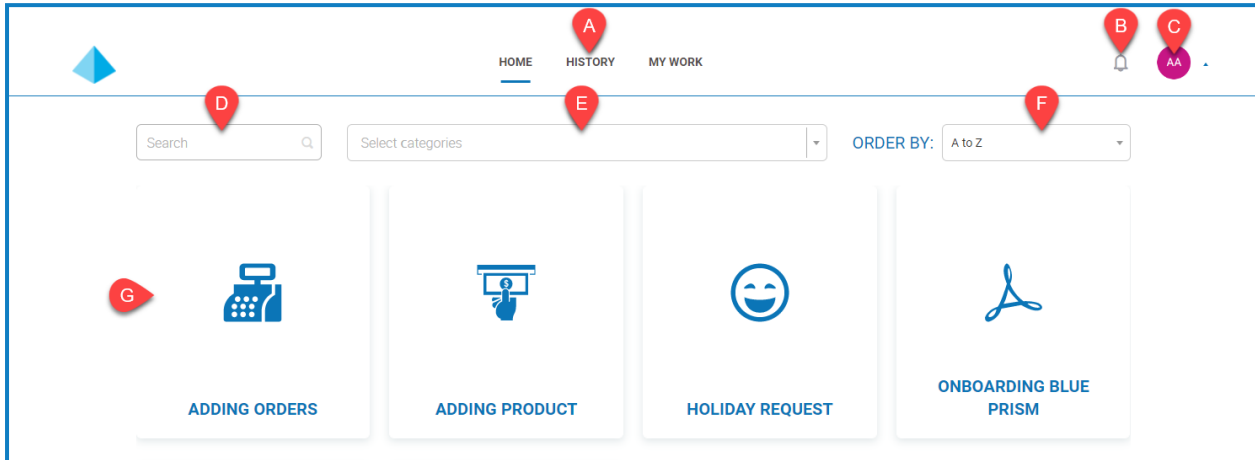 A
B
C
HOME HISTORY MY WORK
AA
D
E
F
Search
Select categories
ORDER BY:
A to Z
G
$
ADDING ORDERS
ADDING PRODUCT
HOLIDAY REQUEST
ONBOARDING BLUE
PRISM